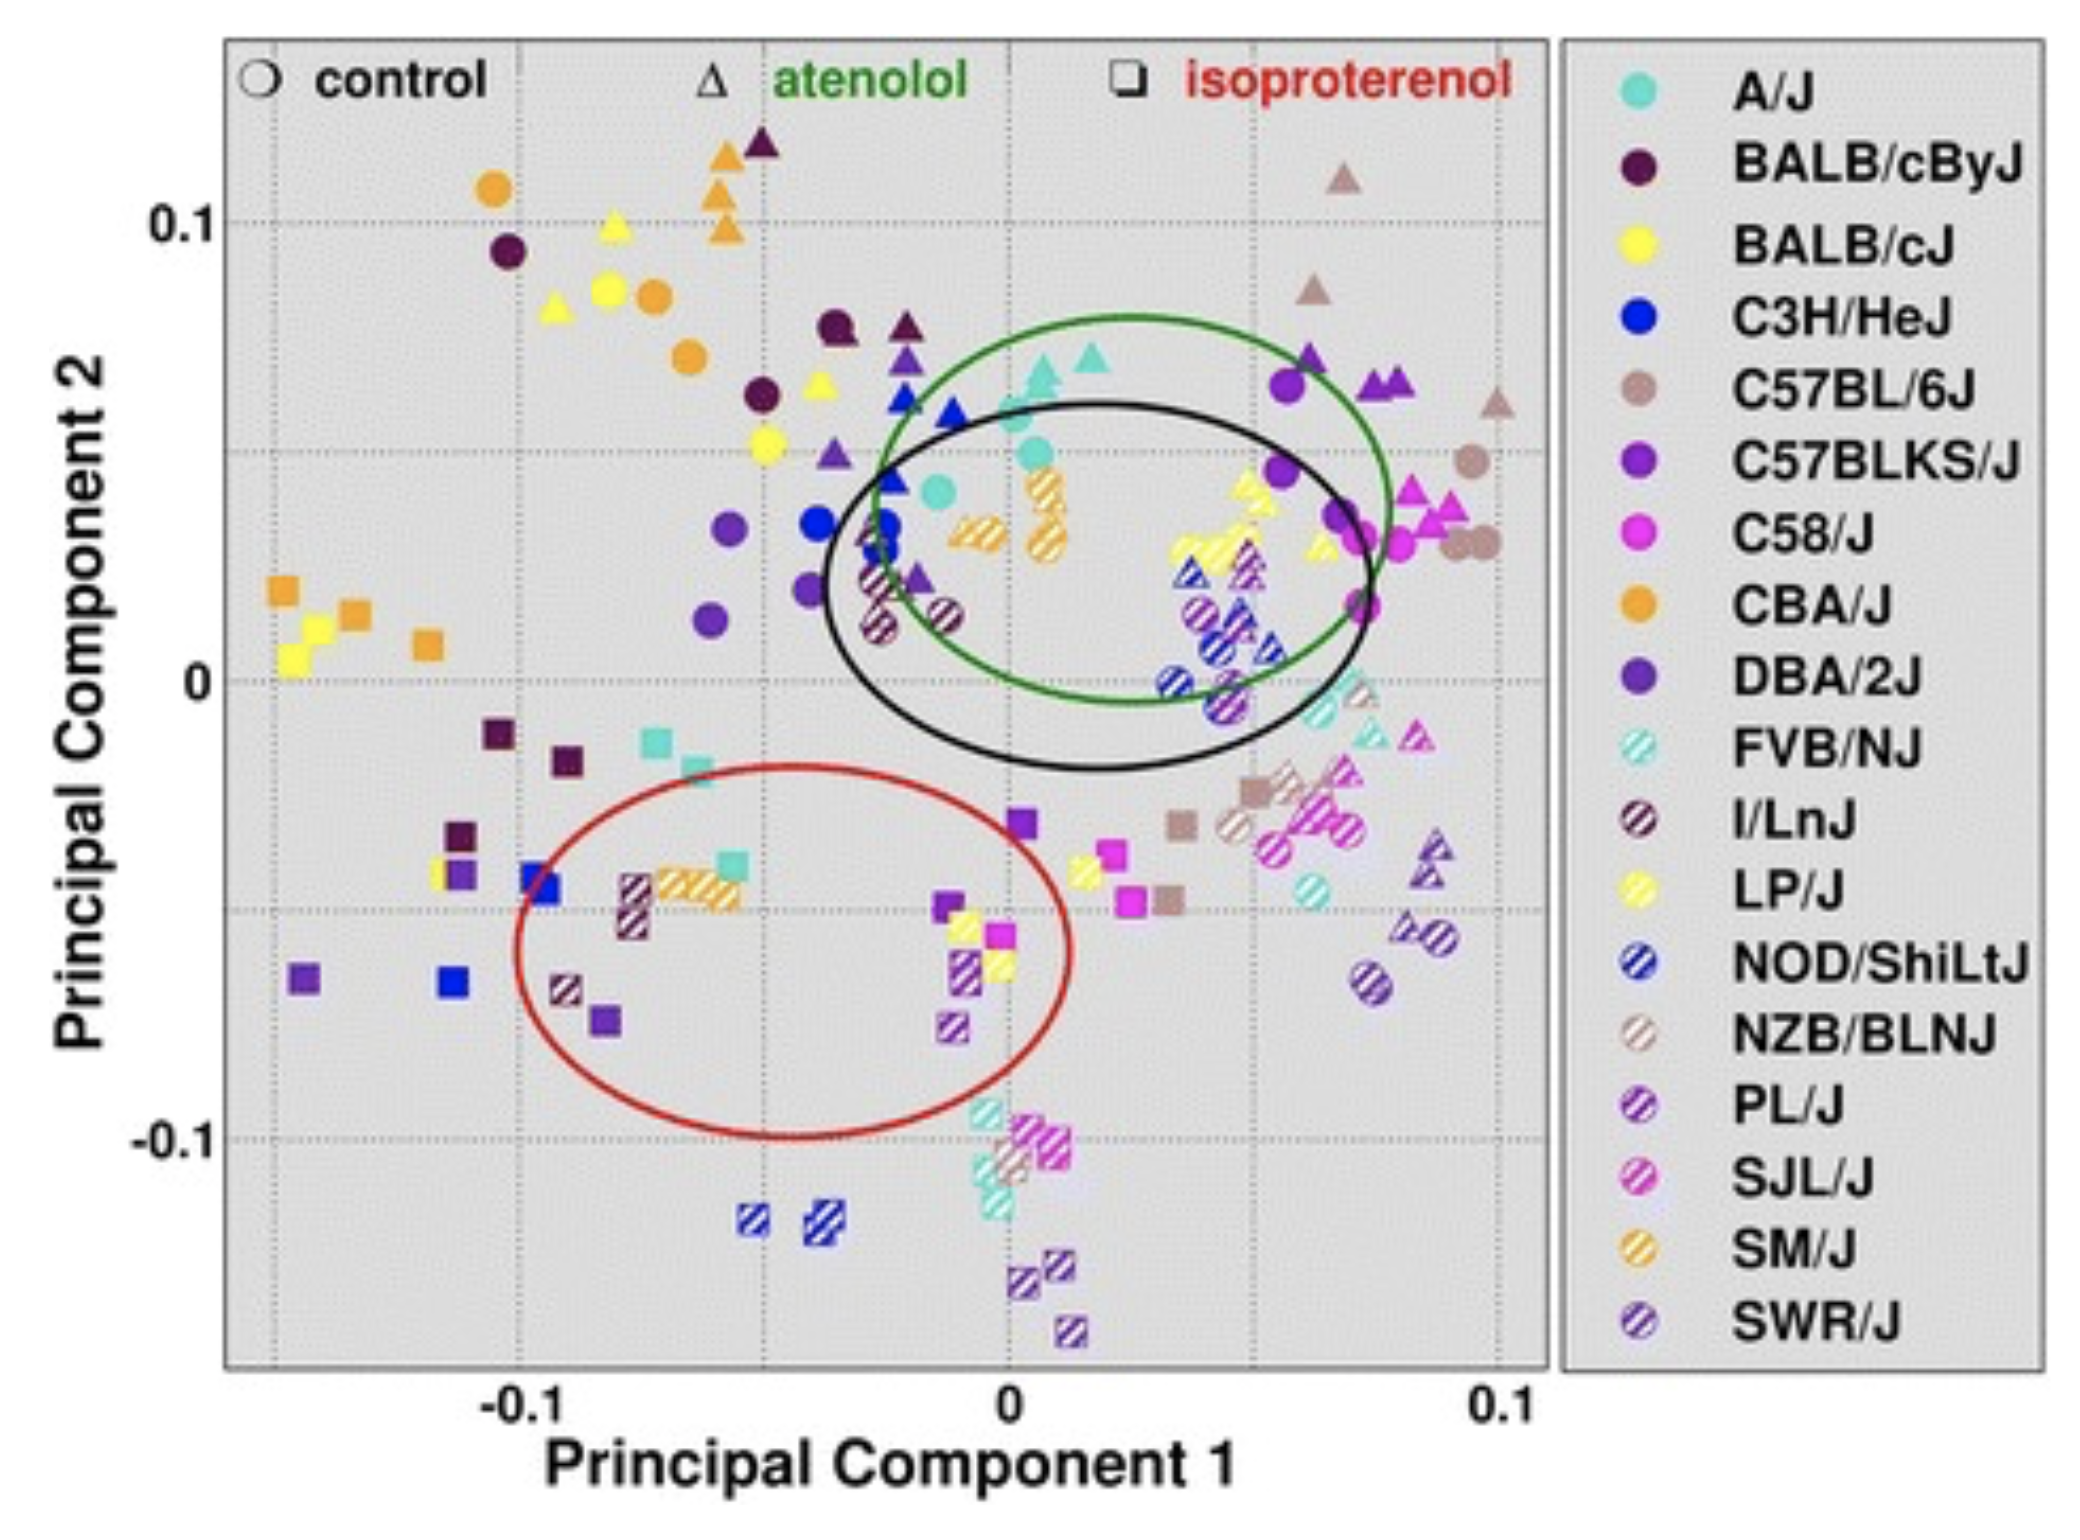 control atenolol isoproterenol
A/J
BALB/cByJ
BALB/cJ
C3H/HeJ
C57BL/6J
C57BLKS/J
C58/J
CBA/J
DBA/2J
FVB/NJ
I/LnJ
LP/J
NOD/ShiLtJ
NZB/BLNJ
PL/J
SJL/J
SM/J
SWR/J
Principal Component 2
0.1
0
-0.1
-0.1 0 0.1
Principal Component 1